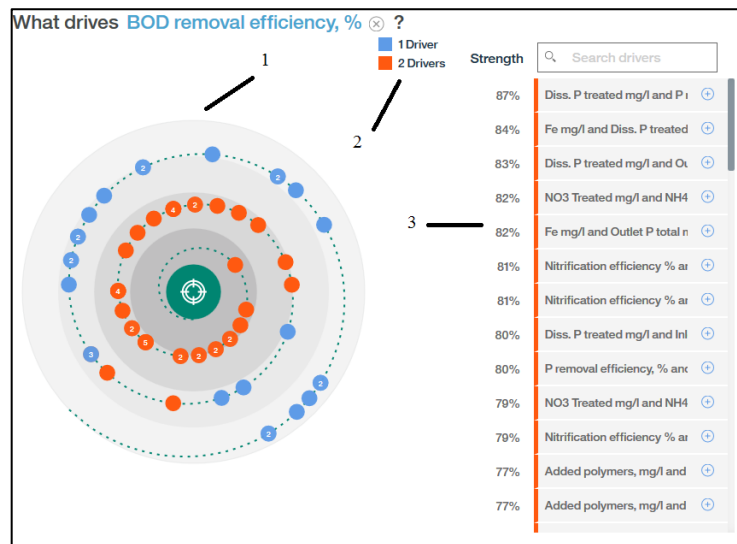 What drives BOD removal efficiency, % ?
1 Driver
2 Drivers
1
2
3
Strength
Search drivers
87% Diss. P treated mg/l and P r
84% Fe mg/l and Diss. P treated
83% Diss. P treated mg/l and Ou
82% NO3 Treated mg/l and NH4
82% Fe mg/l and Outlet P total n
81% Nitrification efficiency % ar
81% Nitrification efficiency % ar
80% Diss. P treated mg/l and Inl
80% P removal efficiency, % and
79% NO3 Treated mg/l and NH4
79% Nitrification efficiency % ar
77% Added polymers, mg/l and
77% Added polymers, mg/l and
2
2
4
2
2
2
4
2
5
2
2
2
2
3
2
2